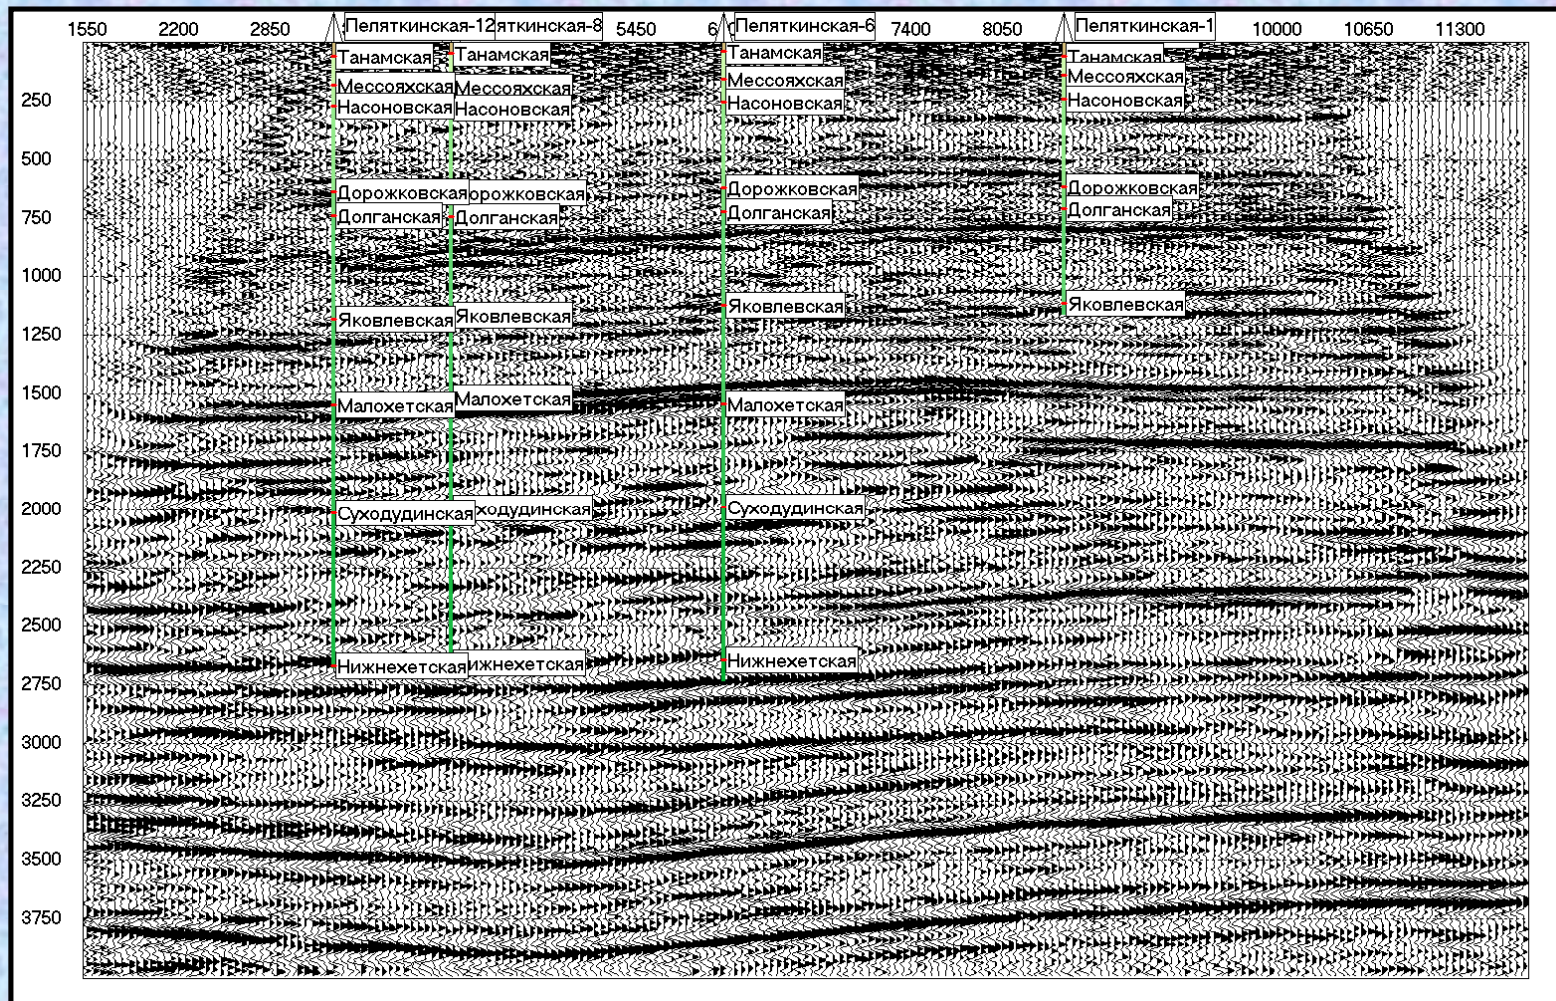 Пеляткинская-12 яткинская-8 Пеляткинская-6 Пеляткинская-1
1550 2200 2850 5450 7400 8050 10000 10650 11300
Танамская Танамская Танамская Танамская
Мессояхская Мессояхская Мессояхская Мессояхская
250
Насоновская Насоновская Насоновская Насоновская
500
Дорожковская орожковская Дорожковская Дорожковская
750
Долганская Долганская Долганская Долганская
1000
Яковлевская Яковлевская Яковлевская Яковлевская
1250
1500
Малохетская Малохетская Малохетская
1750
2000
Суходудинская ходудинская Суходудинская
2250
2500
Нижнехетская ижнехетская Нижнехетская
2750
3000
3250
3500
3750